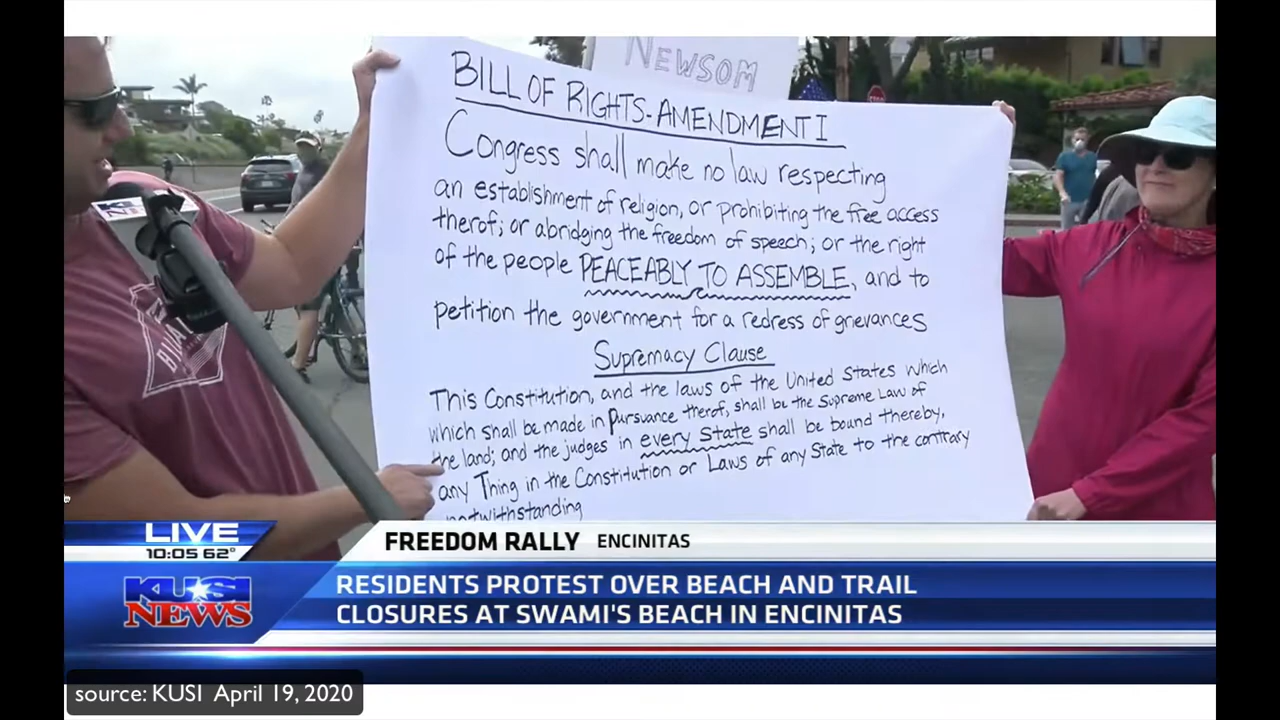 NEWSOM
BILL OF RIGHTS-AMENDMENT I
Congress shall make no law respecting
an establishment of religion, or prohibiting the free access
therof; or abridging the freedom of speech; or the right
of the people PEACEABLY TO ASSEMBLE, and to
petition the government for a redress of grievances
Supremacy Clause
This Constitution, and the laws of the United States which
which shall be made in Pursuance therof, shall be the Supreme Law of
the land; and the judges in every State shall be bound thereby,
any Thing in the Constitution or Laws of any State to the contrary
notwithstanding
LIVE
10:05 62°
FREEDOM RALLY ENCINITAS
KUSI
NEWS
RESIDENTS PROTEST OVER BEACH AND TRAIL
CLOSURES AT SWAMI'S BEACH IN ENCINITAS
source: KUSI April 19, 2020